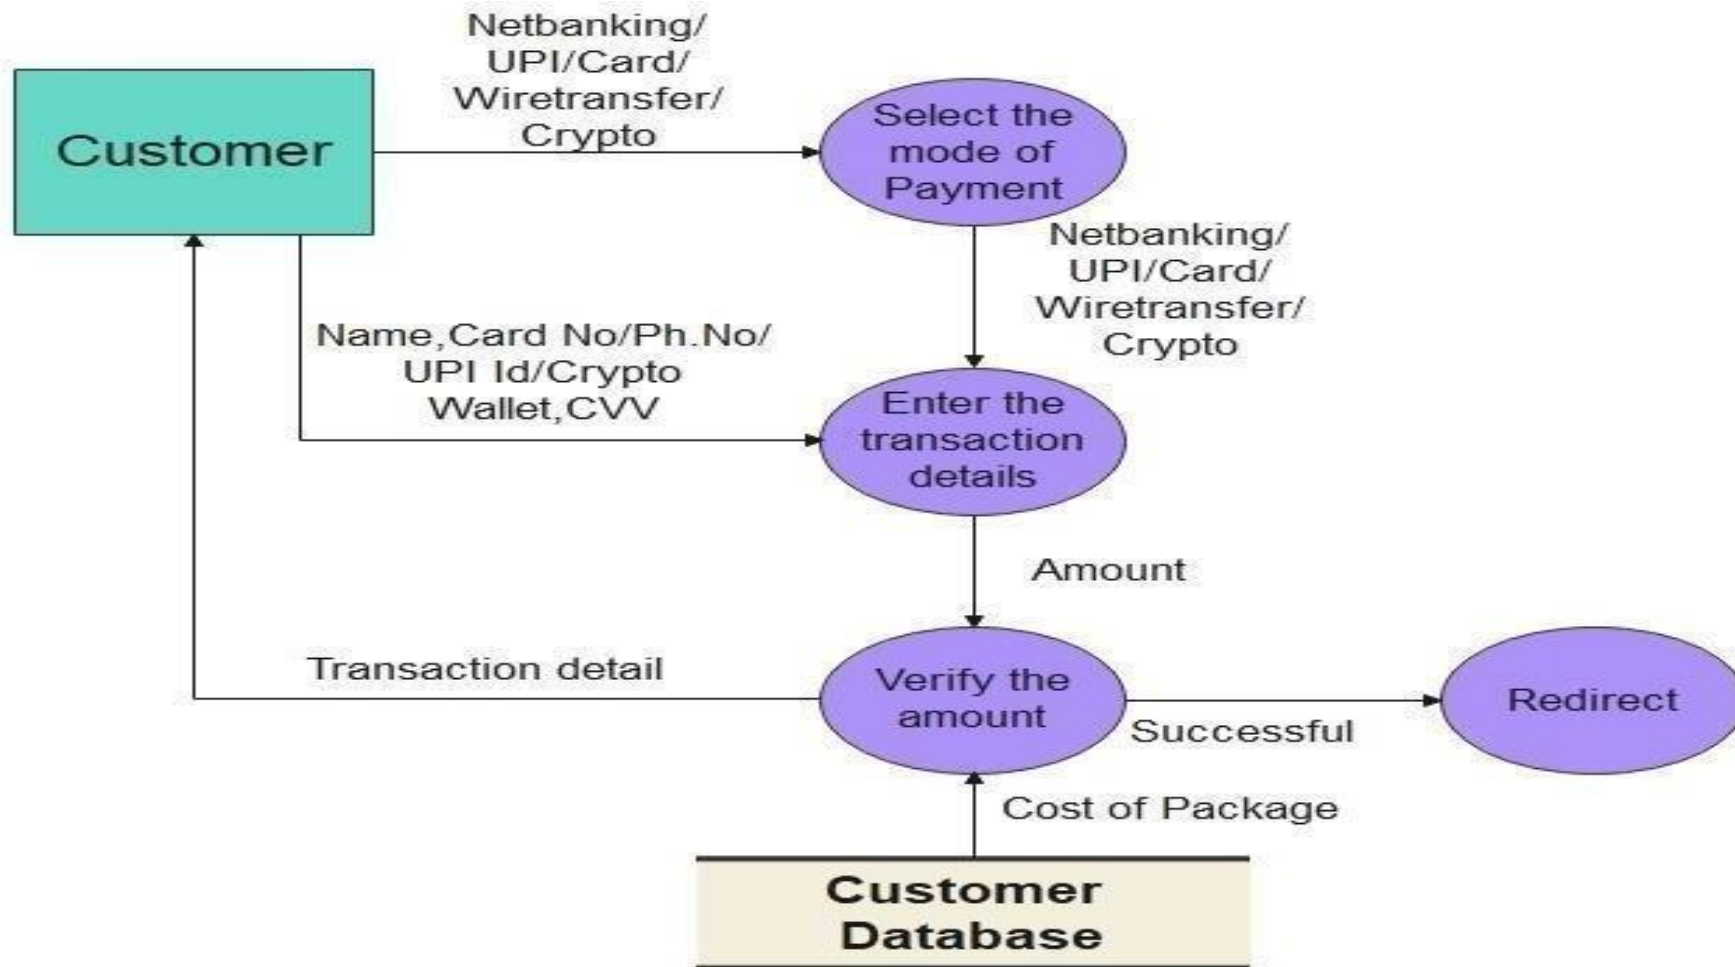 Netbanking/
UPI/Card/
Wiretransfer/
Crypto
Customer
Select the
mode of
Payment
Netbanking/
UPI/Card/
Wiretransfer/
Crypto
Name,Card No/Ph.No/
UPI Id/Crypto
Wallet,CVV
Enter the
transaction
details
Amount
Transaction detail
Verify the
amount
Successful
Redirect
Cost of Package
Customer
Database